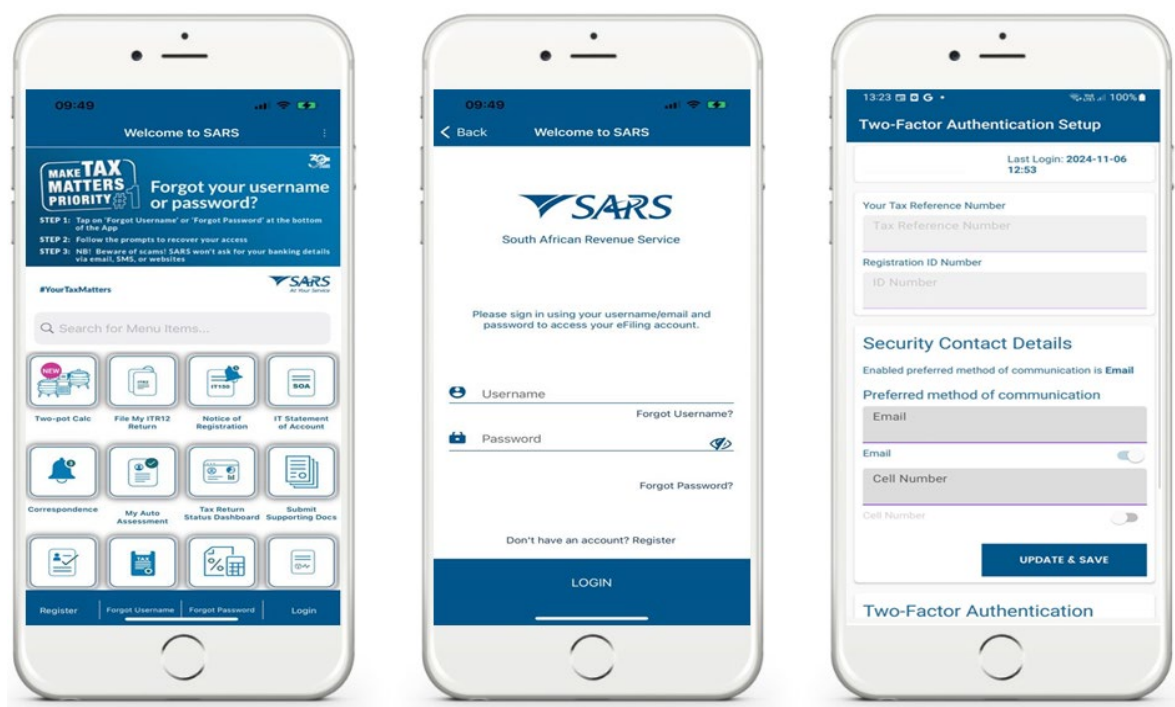 09:49
Welcome to SARS
MAKE TAX
MATTERS
PRIORITY #1
30
Forgot your username
or password?
STEP 1: Tap on 'Forgot Username' or 'Forgot Password' at the bottom
of the App
STEP 2: Follow the prompts to recover your access
STEP 3: NB! Beware of scams! SARS won't ask for your banking details
via email, SMS, or websites
#YourTaxMatters
SARS
At Your Service
Search for Menu Items...
NEW
IT150
SOA
Two-pot Calc
File My ITR12
Return
Notice of
Registration
IT Statement
of Account
Correspondence
My Auto
Assessment
Tax Return
Status Dashboard
Submit
Supporting Docs
TAX
Register
Forgot Username
Forgot Password
Login
09:49
Back
Welcome to SARS
SARS
South African Revenue Service
Please sign in using your username/email and
password to access your eFiling account.
Username
Forgot Username?
Password
Forgot Password?
Don't have an account? Register
LOGIN
13:23 G 100%
Two-Factor Authentication Setup
Last Login: 2024-11-06
12:53
Your Tax Reference Number
Tax Reference Number
Registration ID Number
ID Number
Security Contact Details
Enabled preferred method of communication is Email
Preferred method of communication
Email
Email
Cell Number
Cell Number
UPDATE & SAVE
Two-Factor Authentication